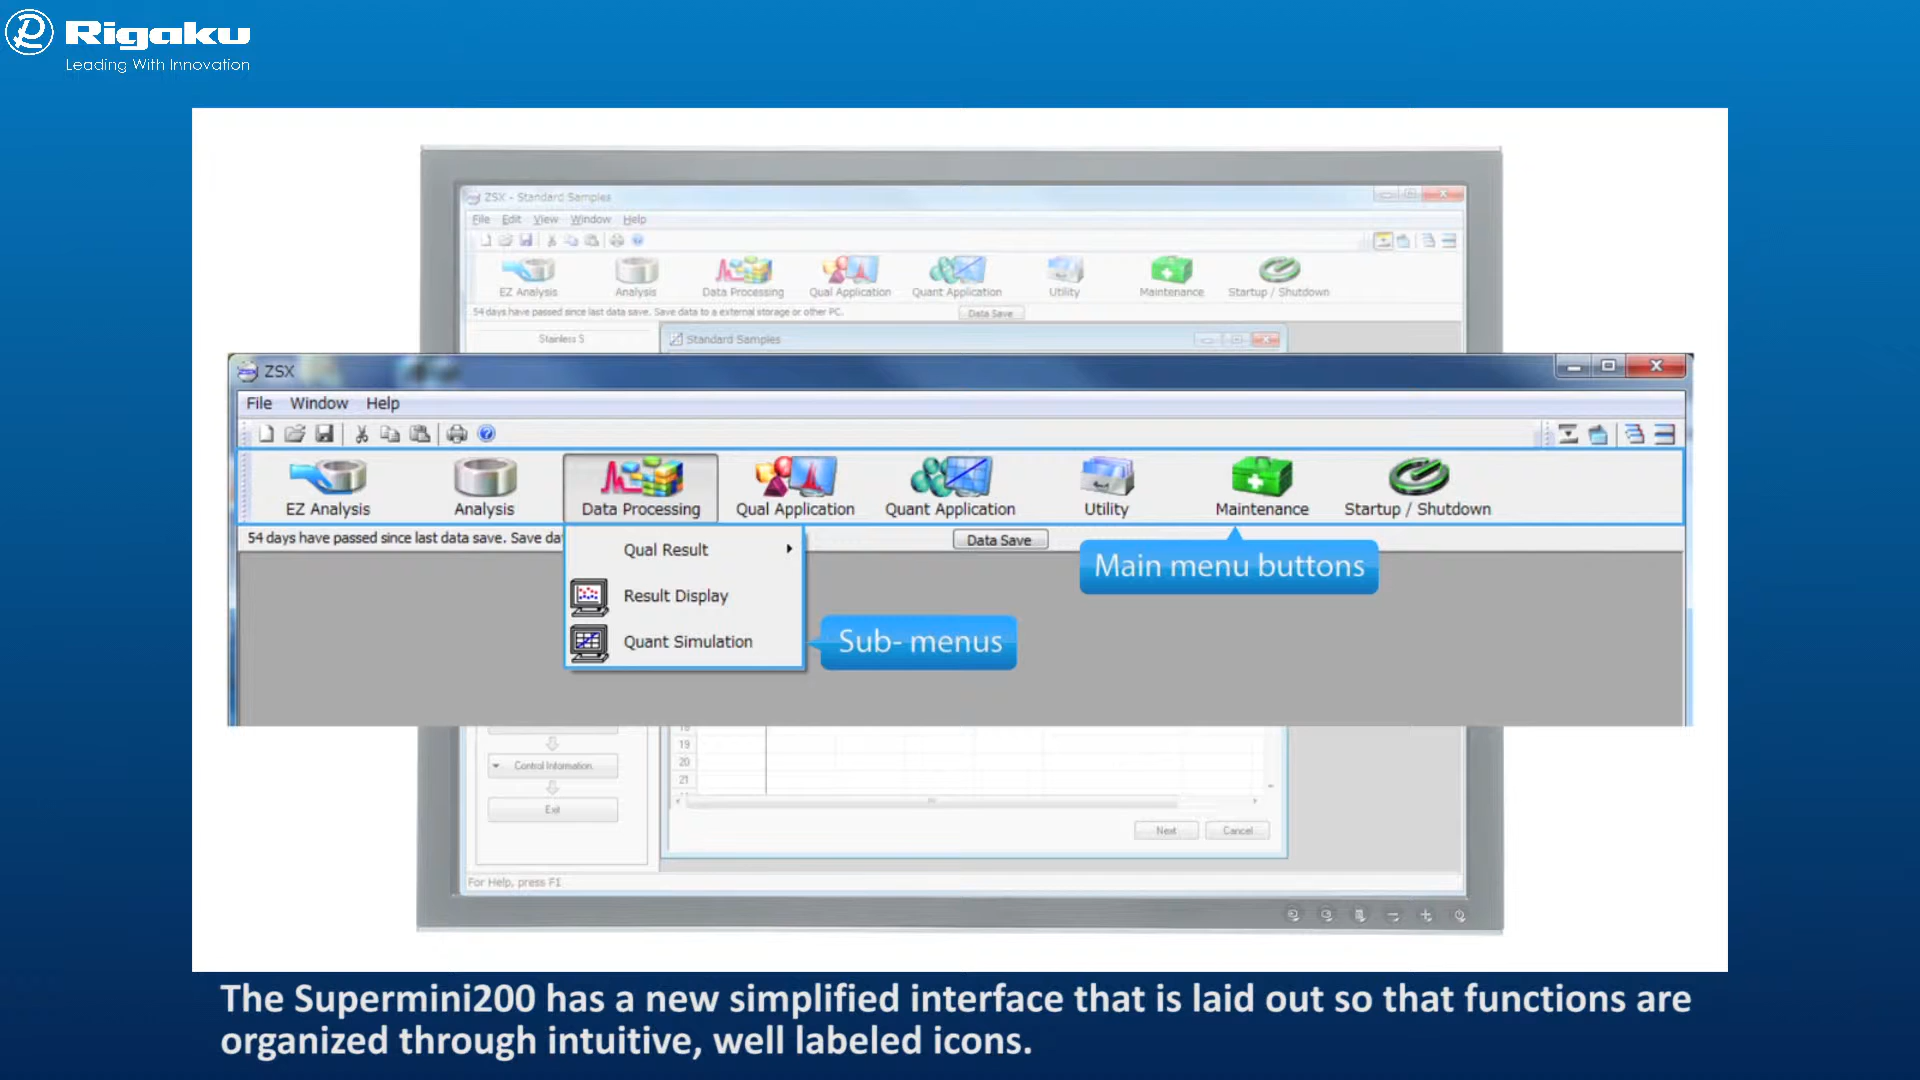 Rigaku
Leading With Innovation
ZSX - Standard Samples
File Edit View Window Help
EZ Analysis Analysis Data Processing Qual Application Quant Application Utility Maintenance Startup / Shutdown
54 days have passed since last data save. Save data to a external storage or other PC. Data Save
Stainless S Standard Samples
ZSX
File Window Help
EZ Analysis Analysis Data Processing Qual Application Quant Application Utility Maintenance Startup / Shutdown
54 days have passed since last data save. Save da Data Save
Qual Result
Main menu buttons
Result Display
Quant Simulation
Sub- menus
19
Control Information
20
21
Exit
Next Cancel
For Help, press F1
The Supermini200 has a new simplified interface that is laid out so that functions are
organized through intuitive, well labeled icons.